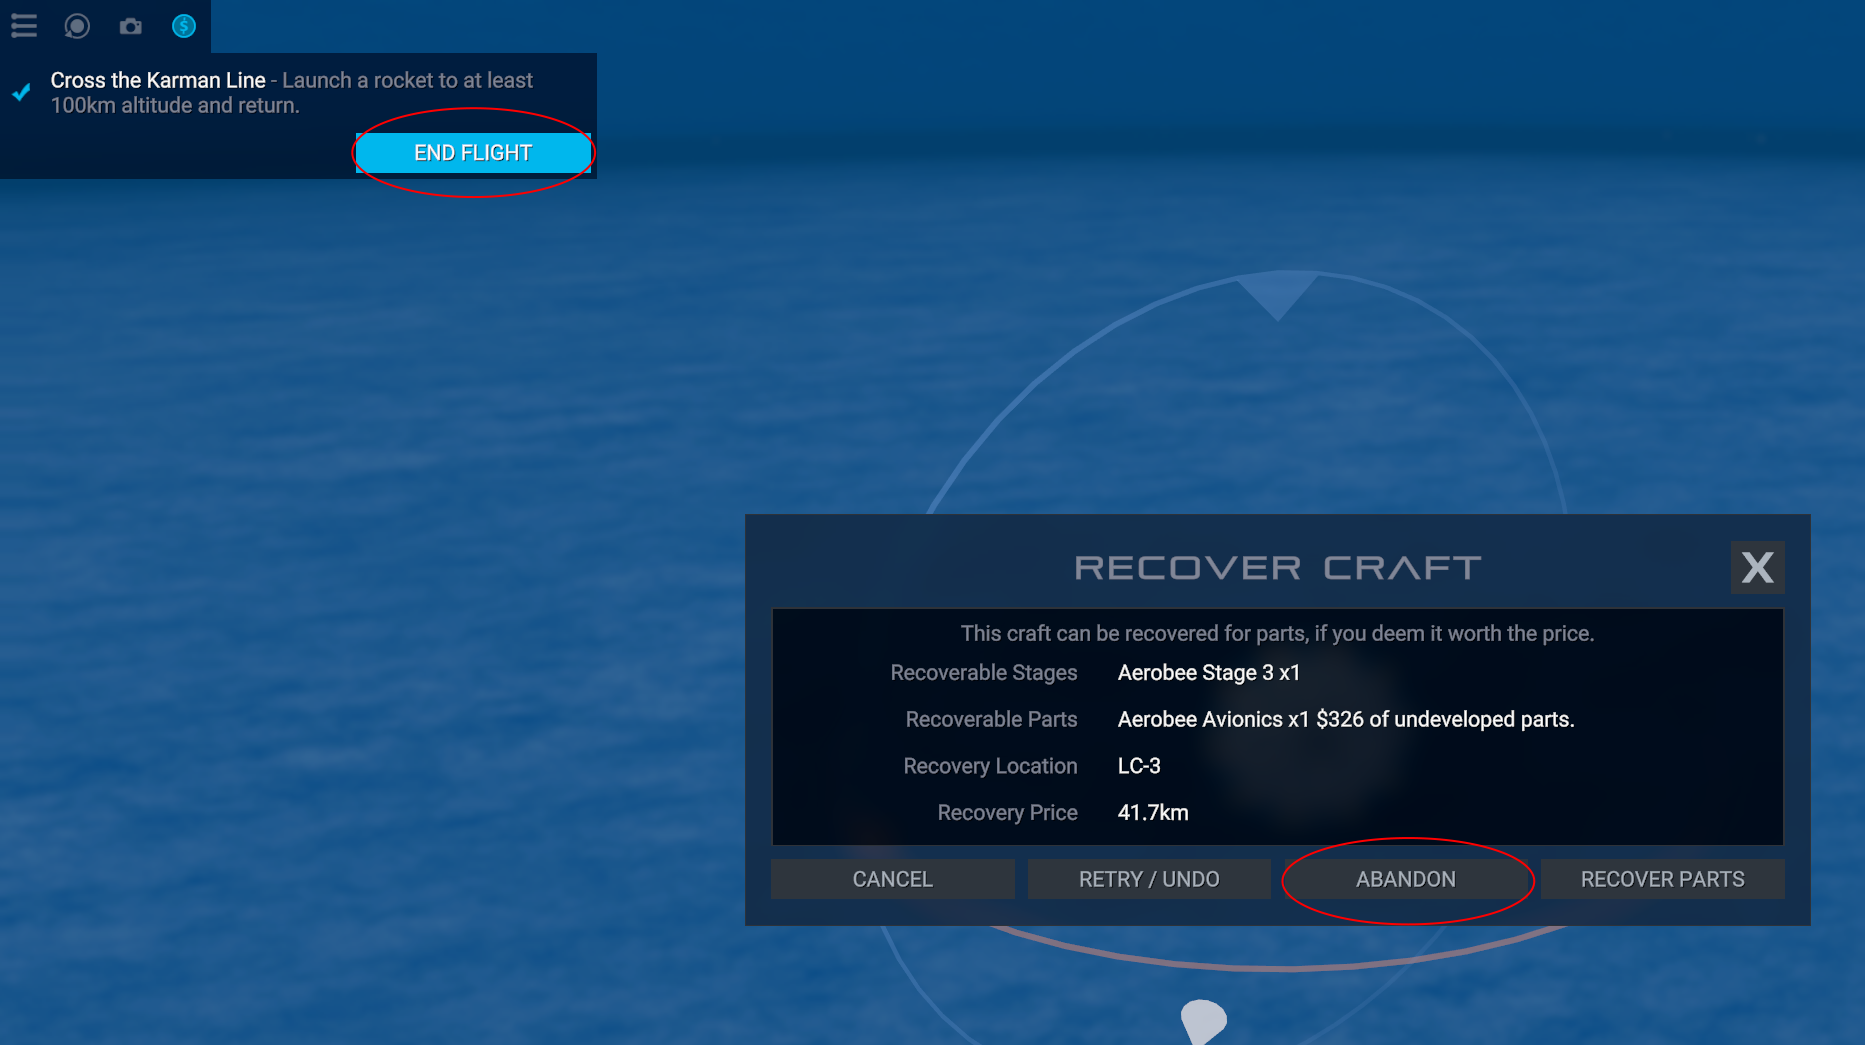 Cross the Karman Line - Launch a rocket to at least
100km altitude and return.
END FLIGHT
RECOVER CRAFT
X
This craft can be recovered for parts, if you deem it worth the price.
Recoverable Stages Aerobee Stage 3 x1
Recoverable Parts Aerobee Avionics x1 $326 of undeveloped parts.
Recovery Location LC-3
Recovery Price 41.7km
CANCEL RETRY / UNDO ABANDON RECOVER PARTS